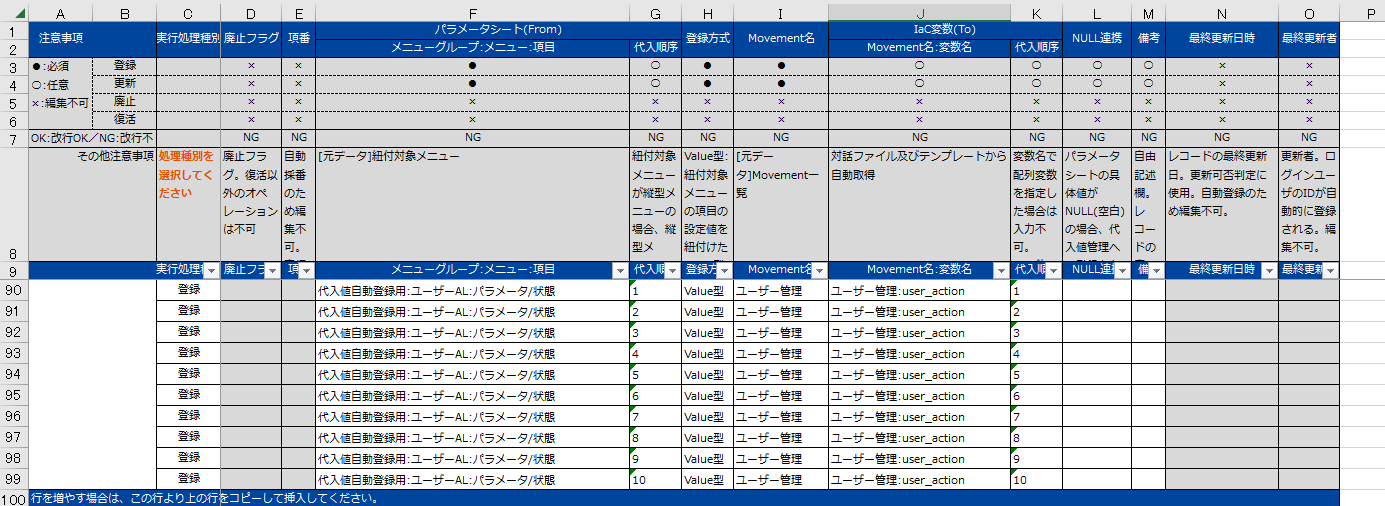 A B C D E F G H I J K L M N O P
1 注意事項 実行処理種別 廃止フラグ 項番 パラメータシート(From) 登録方式 Movement名 IaC変数(To) NULL連携 備考 最終更新日時 最終更新者
2 メニューグループ:メニュー:項目 代入順序 Movement名:変数名 代入順序
3 ●:必須 登録 × × ● ○ ● ● ○ ○ ○ ○ × ×
4 ○:任意 更新 × × ● ○ ● ● ○ ○ ○ ○ × ×
5 ×:編集不可 廃止 × × × × × × × × × × × ×
6 復活 × × × × × × × × × × × ×
7 OK:改行OK／NG:改行不 NG NG NG NG NG NG NG NG NG NG NG NG
8 その他注意事項
処理種別を
選択してく
ださい
廃止フラ
グ。復活以
外のオペ
レーション
は不可
自動
採番
のた
め編
集不
可。
[元データ]紐付対象メニュー
紐付対象
メニュー
が縦型メ
ニューの
場合、縦
型メ
Value型:
紐付対象
メニュー
の項目の
設定値を
紐付けた
[元デー
タ]Movement一
覧
対話ファイル及びテンプレートから
自動取得
変数名で
配列変数
を指定し
た場合は
入力不
可。
パラメータ
シートの具
体値が
NULL(空白)
の場合、代
入値管理へ
自由
記述
欄。
レ
コー
ドの
レコードの最終更新
日。更新可否判定に
使用。自動登録のた
め編集不可。
更新者。ロ
グインユー
ザのIDが自
動的に登録
される。編
集不可。
9 実行処理種 廃止フラ 項 メニューグループ:メニュー:項目 代入順 登録方 Movement名 Movement名:変数名 代入順 NULL連携 備 最終更新日時 最終更新
90 登録 代入値自動登録用:ユーザーAL:パラメータ/状態 1 Value型 ユーザー管理 ユーザー管理:user_action 1
91 登録 代入値自動登録用:ユーザーAL:パラメータ/状態 2 Value型 ユーザー管理 ユーザー管理:user_action 2
92 登録 代入値自動登録用:ユーザーAL:パラメータ/状態 3 Value型 ユーザー管理 ユーザー管理:user_action 3
93 登録 代入値自動登録用:ユーザーAL:パラメータ/状態 4 Value型 ユーザー管理 ユーザー管理:user_action 4
94 登録 代入値自動登録用:ユーザーAL:パラメータ/状態 5 Value型 ユーザー管理 ユーザー管理:user_action 5
95 登録 代入値自動登録用:ユーザーAL:パラメータ/状態 6 Value型 ユーザー管理 ユーザー管理:user_action 6
96 登録 代入値自動登録用:ユーザーAL:パラメータ/状態 7 Value型 ユーザー管理 ユーザー管理:user_action 7
97 登録 代入値自動登録用:ユーザーAL:パラメータ/状態 8 Value型 ユーザー管理 ユーザー管理:user_action 8
98 登録 代入値自動登録用:ユーザーAL:パラメータ/状態 9 Value型 ユーザー管理 ユーザー管理:user_action 9
99 登録 代入値自動登録用:ユーザーAL:パラメータ/状態 10 Value型 ユーザー管理 ユーザー管理:user_action 10
100 行を増やす場合は、この行より上の行をコピーして挿入してください。